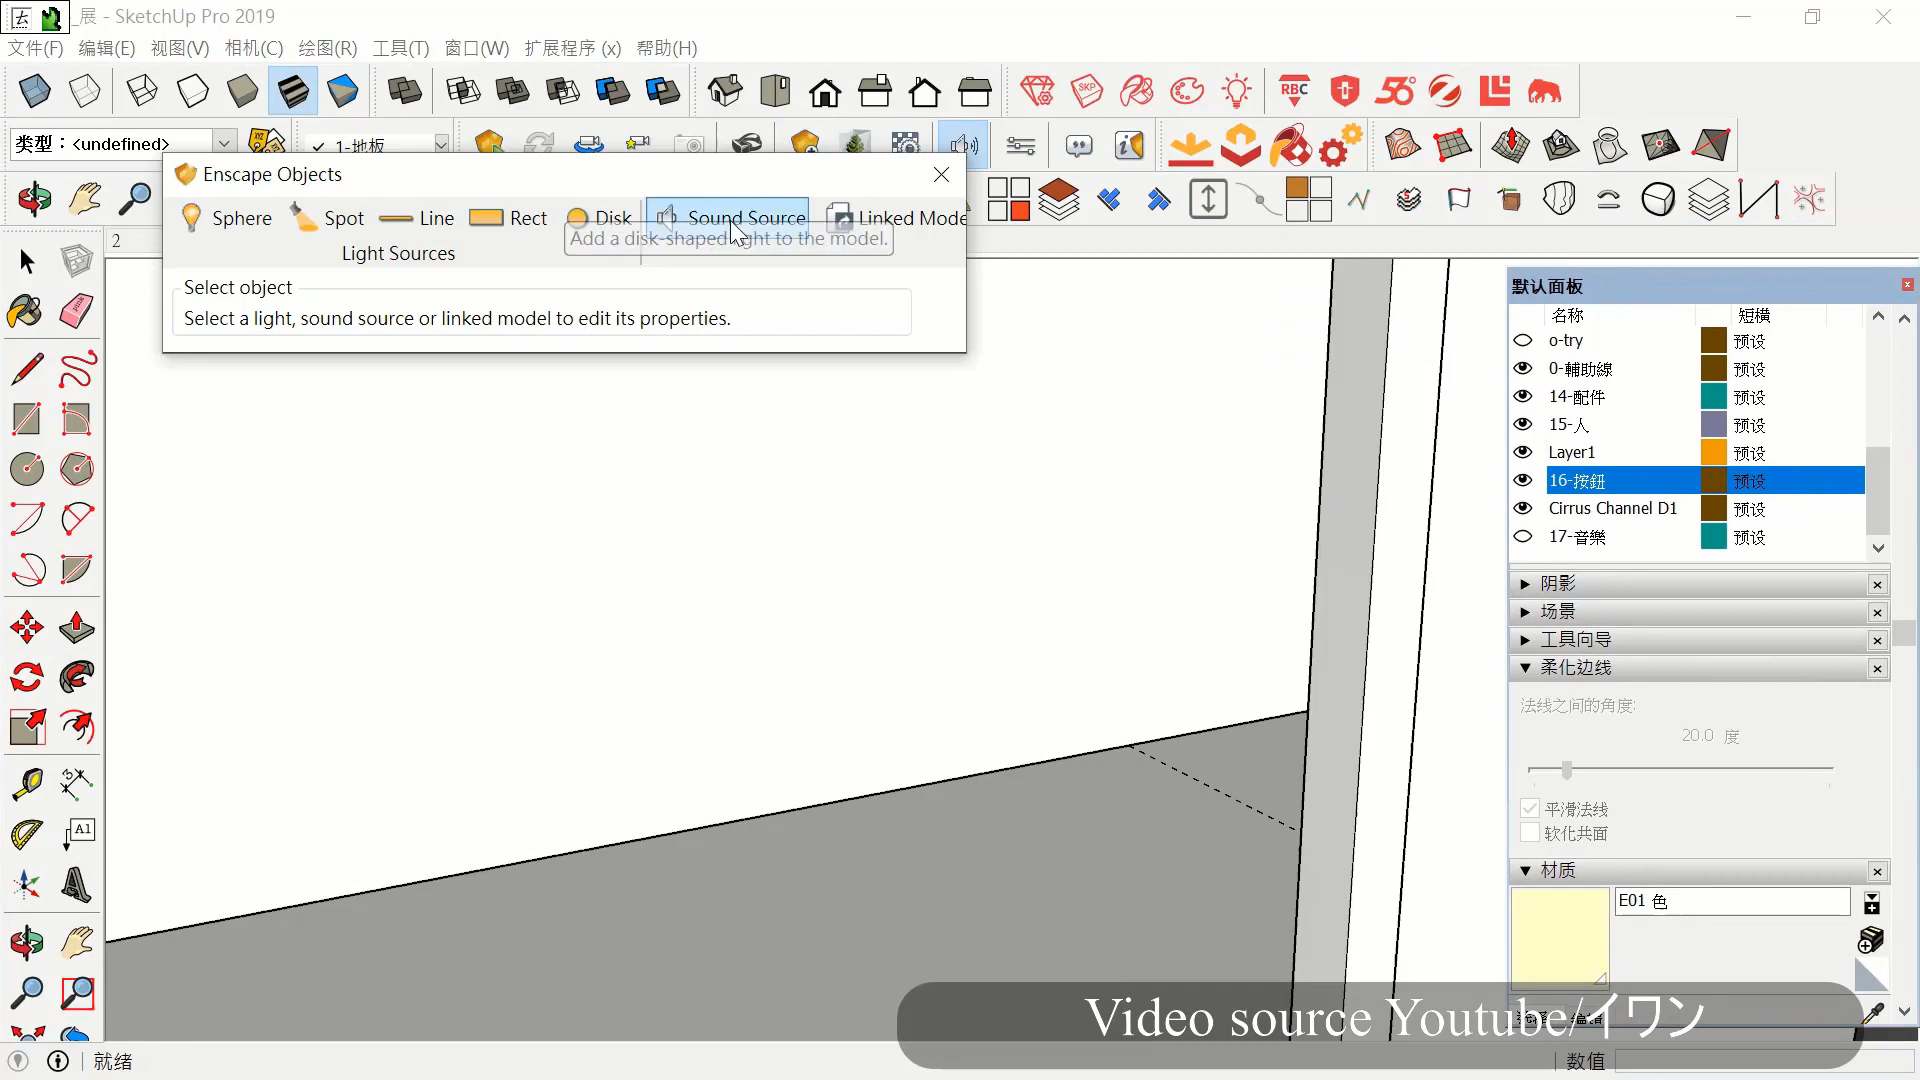 _展 - SketchUp Pro 2019
文件(F) 编辑(E) 视图(V) 相机(C) 绘图(R) 工具(T) 窗口(W) 扩展程序 (x) 帮助(H)
SKP
RBC
类型：<undefined>
✓ 1-地板
Enscape Objects
Sphere Spot Line Rect Disk Sound Source Linked Mode
Add a disk-shaped light to the model.
Light Sources
Select object
Select a light, sound source or linked model to edit its properties.
2
默认面板
名称 短横
o-try 预设
0-輔助線 预设
14-配件 预设
15-人 预设
Layer1 预设
16-按鈕 预设
Cirrus Channel D1 预设
17-音樂 预设
阴影
场景
工具向导
柔化边线
法线之间的角度:
20.0 度
平滑法线
软化共面
材质
E01 色
A1
Video source Youtube/イワン
就绪
数值